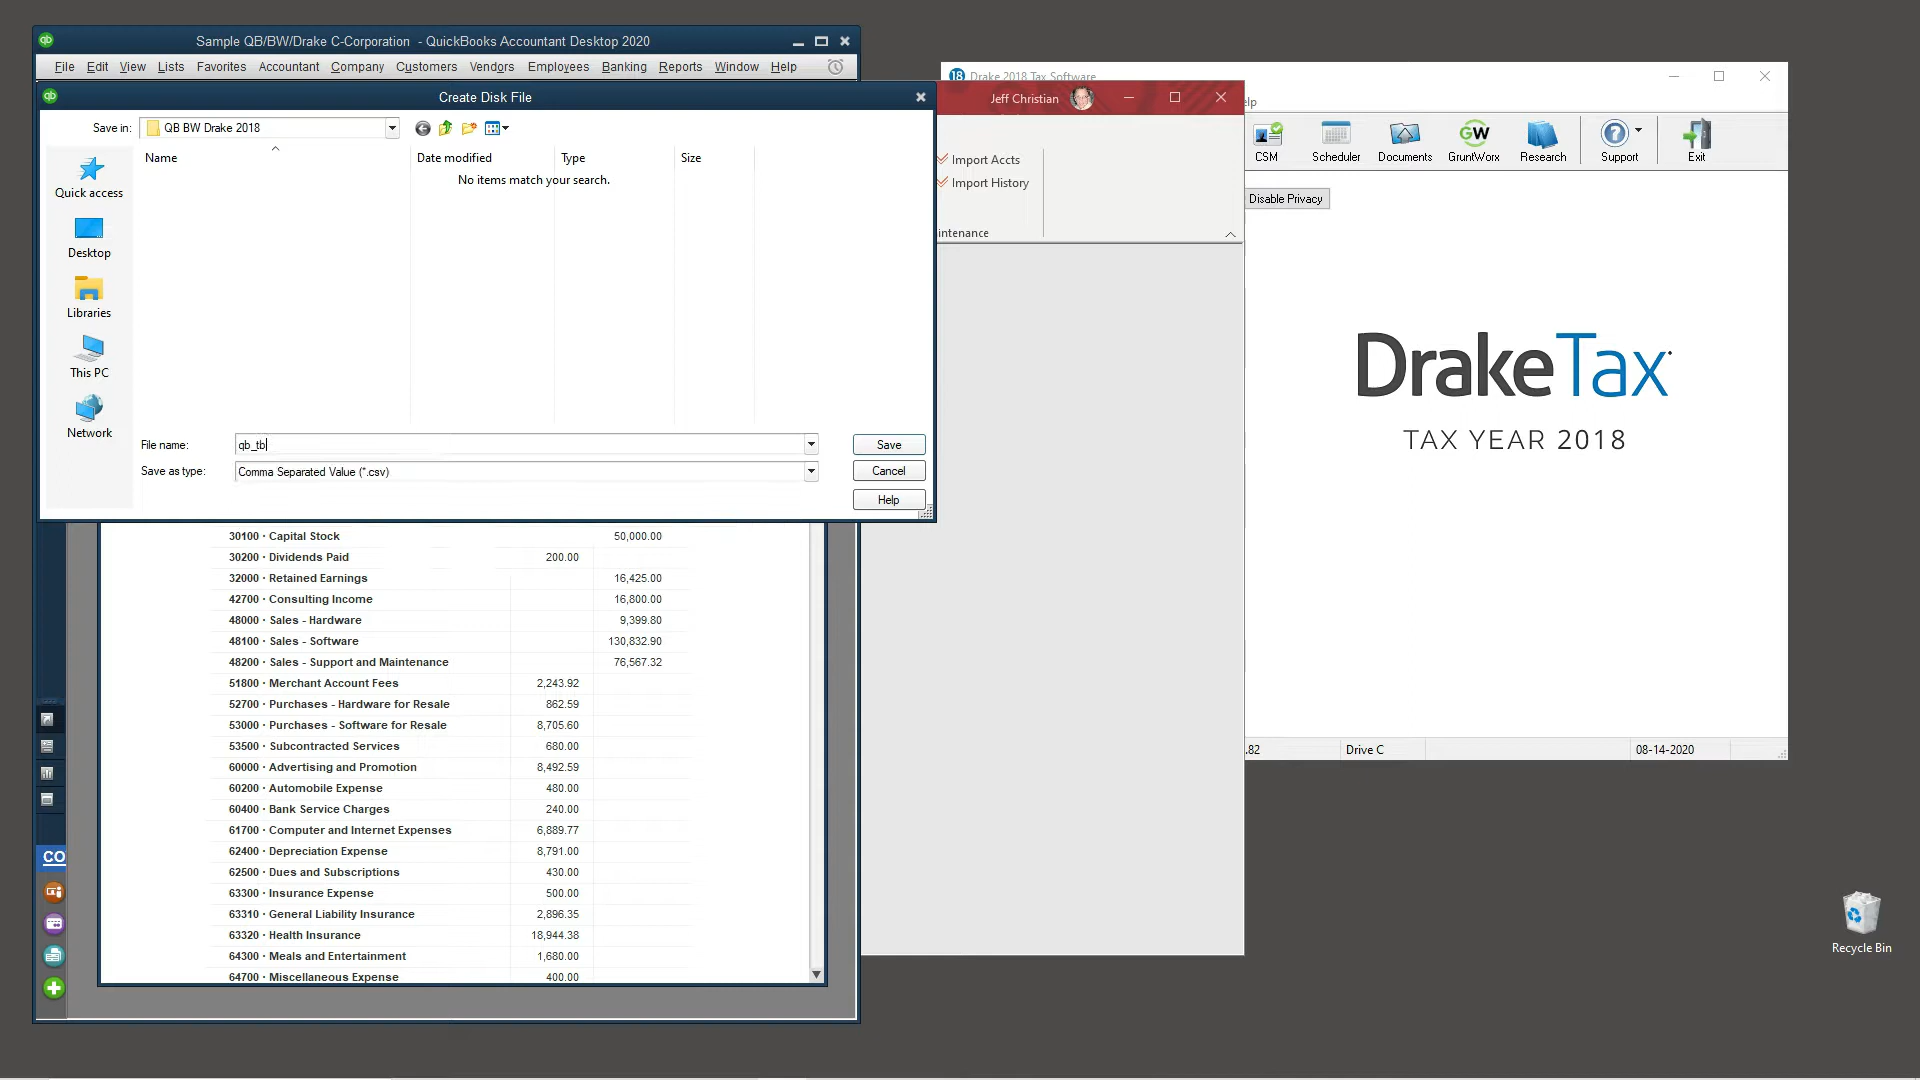 qb
Sample QB/BW/Drake C-Corporation - QuickBooks Accountant Desktop 2020
File Edit View Lists Favorites Accountant Company Customers Vendors Employees Banking Reports Window Help
qb
Create Disk File
Save in: QB BW Drake 2018
Name Date modified Type Size
No items match your search.
Quick access
Desktop
Libraries
This PC
Network
File name: qb_tb
Save as type: Comma Separated Value (*.csv)
Save
Cancel
Help
30100 · Capital Stock 50,000.00
30200 · Dividends Paid 200.00
32000 · Retained Earnings 16,425.00
42700 · Consulting Income 16,800.00
48000 · Sales - Hardware 9,399.80
48100 · Sales - Software 130,832.90
48200 · Sales - Support and Maintenance 76,567.32
51800 · Merchant Account Fees 2,243.92
52700 · Purchases - Hardware for Resale 862.59
53000 · Purchases - Software for Resale 8,705.60
53500 · Subcontracted Services 680.00
60000 · Advertising and Promotion 8,492.59
60200 · Automobile Expense 480.00
60400 · Bank Service Charges 240.00
61700 · Computer and Internet Expenses 6,889.77
62400 · Depreciation Expense 8,791.00
62500 · Dues and Subscriptions 430.00
63300 · Insurance Expense 500.00
63310 · General Liability Insurance 2,896.35
63320 · Health Insurance 18,944.38
64300 · Meals and Entertainment 1,680.00
64700 · Miscellaneous Expense 400.00
CO
Jeff Christian
Import Accts
Import History
intenance
18 Drake 2018 Tax Software
elp
CSM
Scheduler
Documents
GW
GruntWorx
Research
Support
Exit
Disable Privacy
DrakeTax
TAX YEAR 2018
.82 Drive C 08-14-2020
Recycle Bin